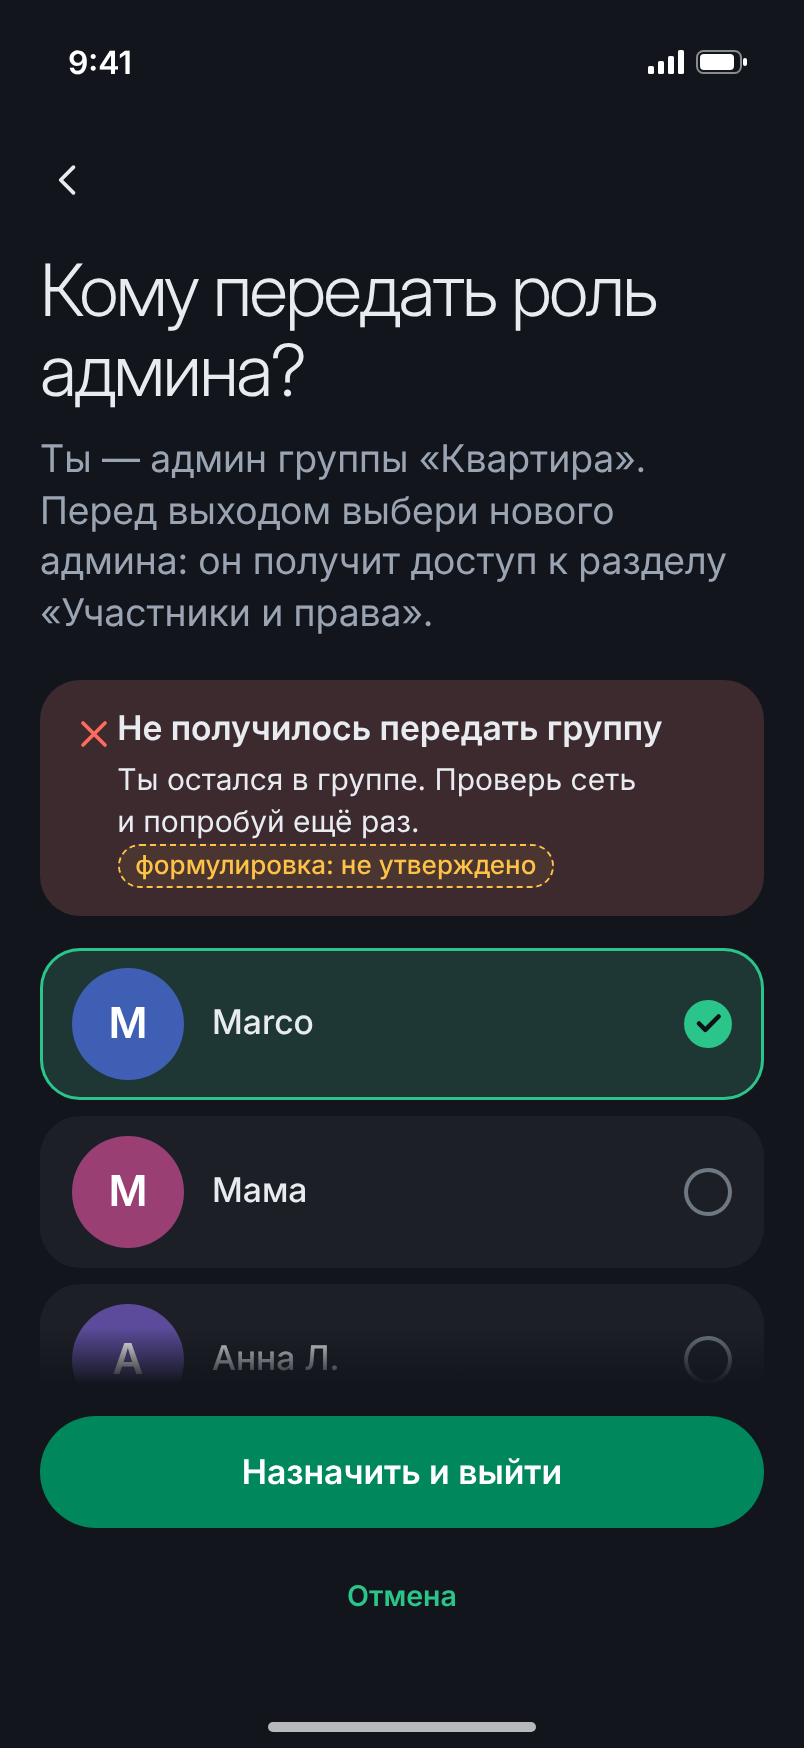 9:41
Кому передать роль
админа?
Ты — админ группы «Квартира».
Перед выходом выбери нового
админа: он получит доступ к разделу
«Участники и права».
Не получилось передать группу
Ты остался в группе. Проверь сеть
и попробуй ещё раз.
формулировка: не утверждено
M
Marco
М
Мама
А
Анна Л.
Назначить и выйти
Отмена